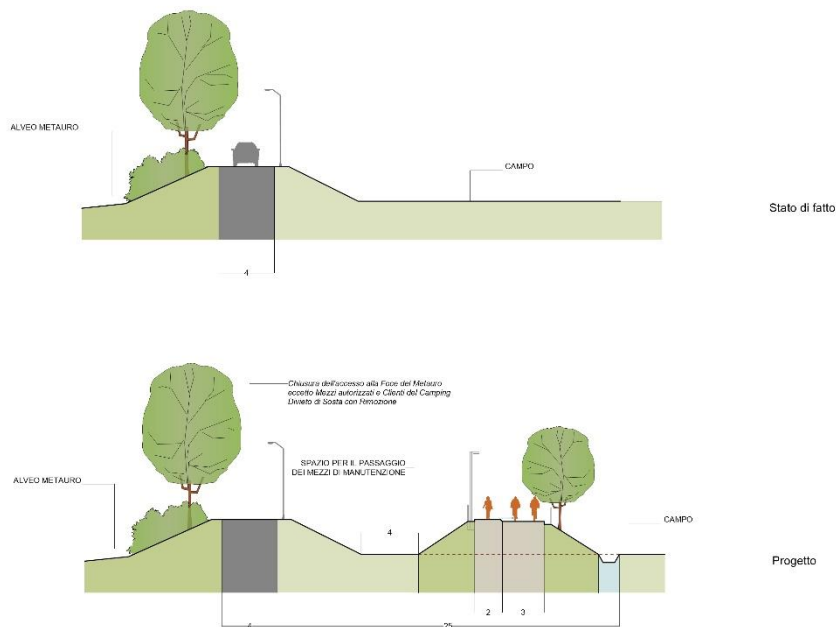 ALVEO METAURO
CAMPO
Stato di fatto
4
Chiusura dell'accesso alla Foce del Metauro
eccetto Mezzi autorizzati e Clienti del Camping
Divieto di Sosta con Rimozione
SPAZIO PER IL PASSAGGIO
DEI MEZZI DI MANUTENZIONE
ALVEO METAURO
4
CAMPO
Progetto
2
3
4
25